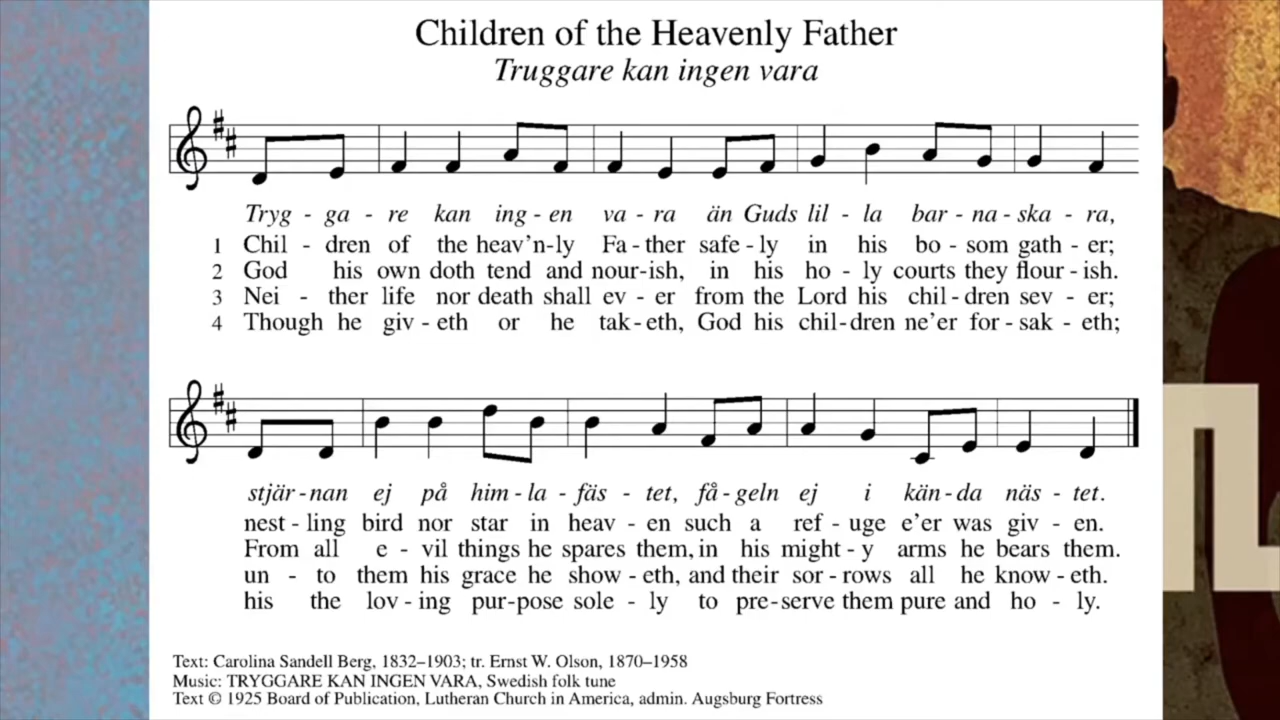 Children of the Heavenly Father
Truggare kan ingen vara
Tryg - ga - re kan ing - en va - ra än Guds lil - la bar - na - ska - ra,
1 Chil - dren of the heav’n-ly Fa - ther safe - ly in his bo - som gath - er;
2 God his own doth tend and nour-ish, in his ho - ly courts they flour - ish.
3 Nei - ther life nor death shall ev - er from the Lord his chil - dren sev - er;
4 Though he giv - eth or he tak - eth, God his chil - dren ne’er for - sak - eth;
stjär - nan ej på him - la - fäs - tet, få - geln ej i kän - da näs - tet.
nest - ling bird nor star in heav - en such a ref - uge e’er was giv - en.
From all e - vil things he spares them, in his might - y arms he bears them.
un - to them his grace he show - eth, and their sor - rows all he know - eth.
his the lov - ing pur - pose sole - ly to pre - serve them pure and ho - ly.
Text: Carolina Sandell Berg, 1832–1903; tr. Ernst W. Olson, 1870–1958
Music: TRYGGARE KAN INGEN VARA, Swedish folk tune
Text © 1925 Board of Publication, Lutheran Church in America, admin. Augsburg Fortress